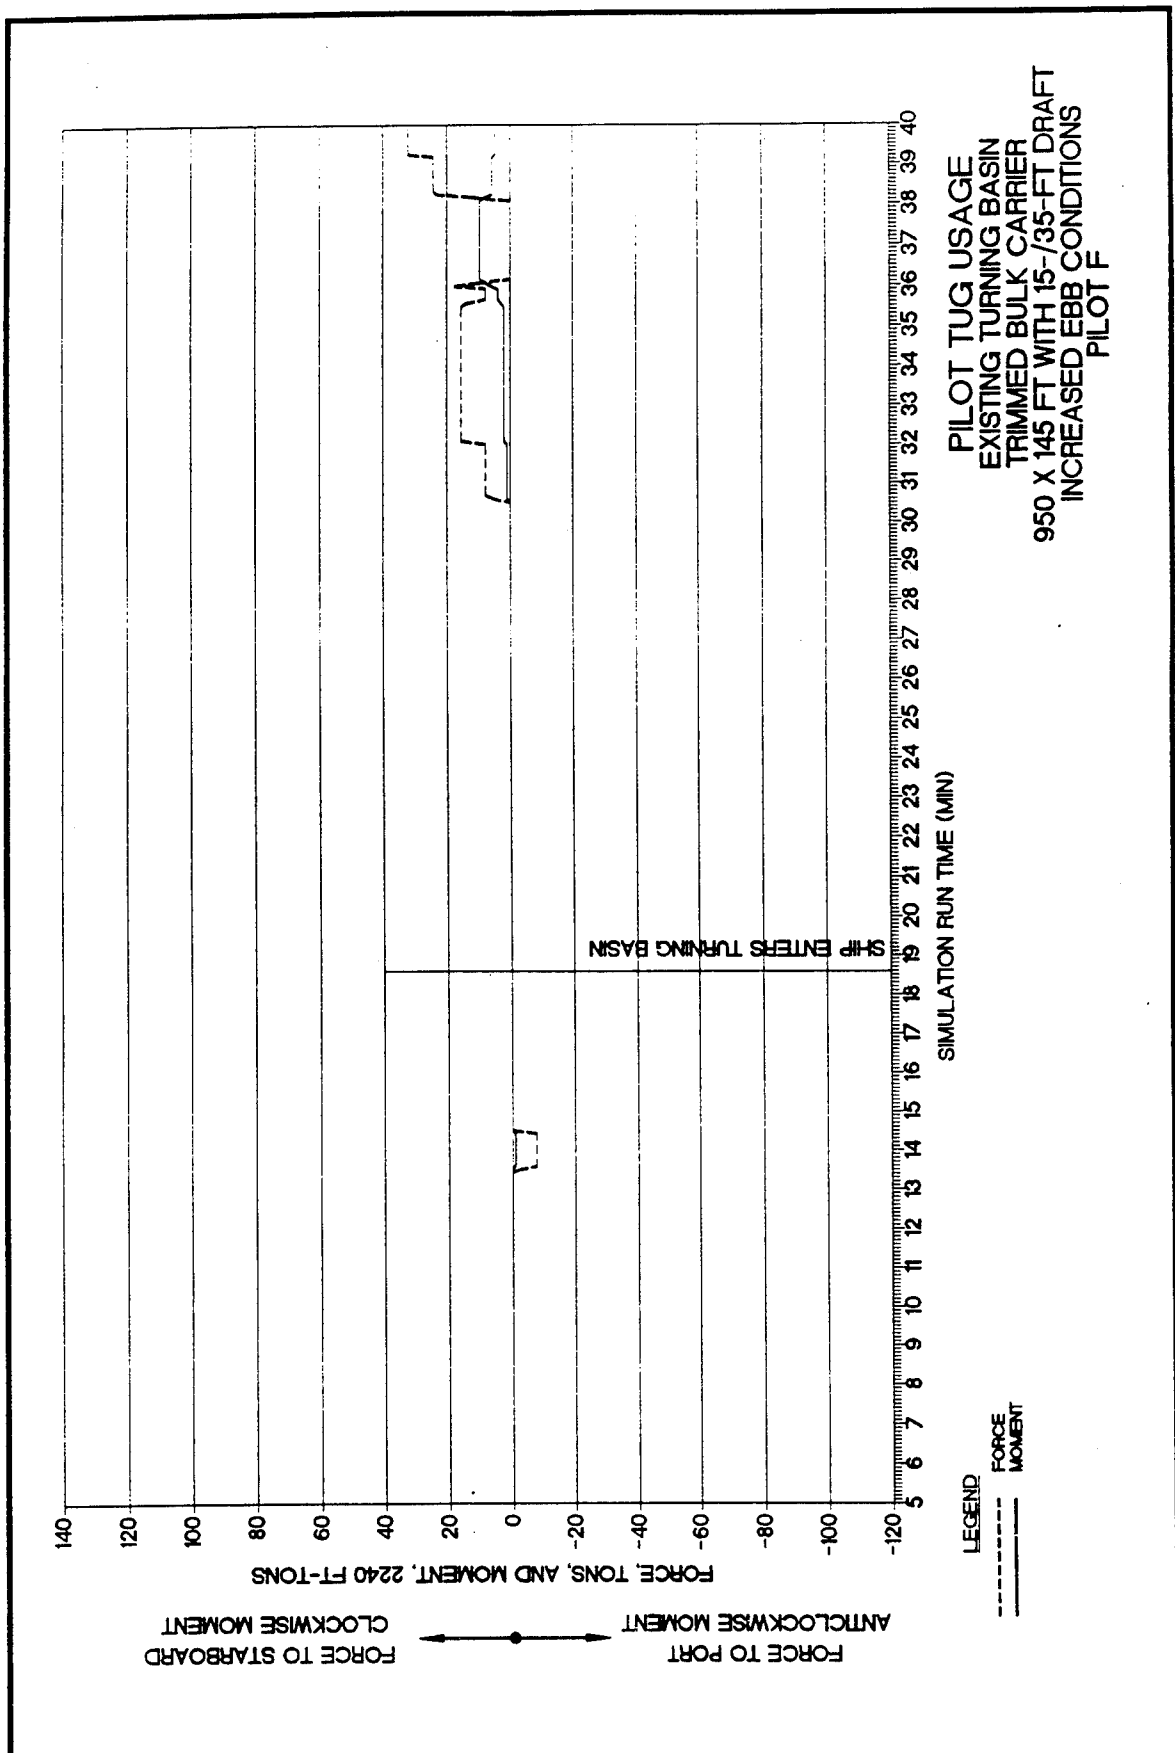 140
100
80
60
40
20
0
-20
-40
-60
-80
-100
-120
FORCE, TONS, AND MOMENT, 2240 FT-TONS
FORCE TO STARBOARD
CLOCKWISE MOMENT
FORCE TO PORT
ANTICLOCKWISE MOMENT
SHIP ENTERS TURNING BASIN
5 6 7 8 9 10 11 12 13 14 15 16 17 18 19 20 21 22 23 24 25 26 27 28 29 30 31 32 33 34 35 36 37 38 39 40
SIMULATION RUN TIME (MIN)
LEGEND
FORCE
MOMENT
PILOT TUG USAGE
EXISTING TURNING BASIN
TRIMMED BULK CARRIER
950 X 145 FT WITH 15-/35-FT DRAFT
INCREASED EBB CONDITIONS
PILOT F